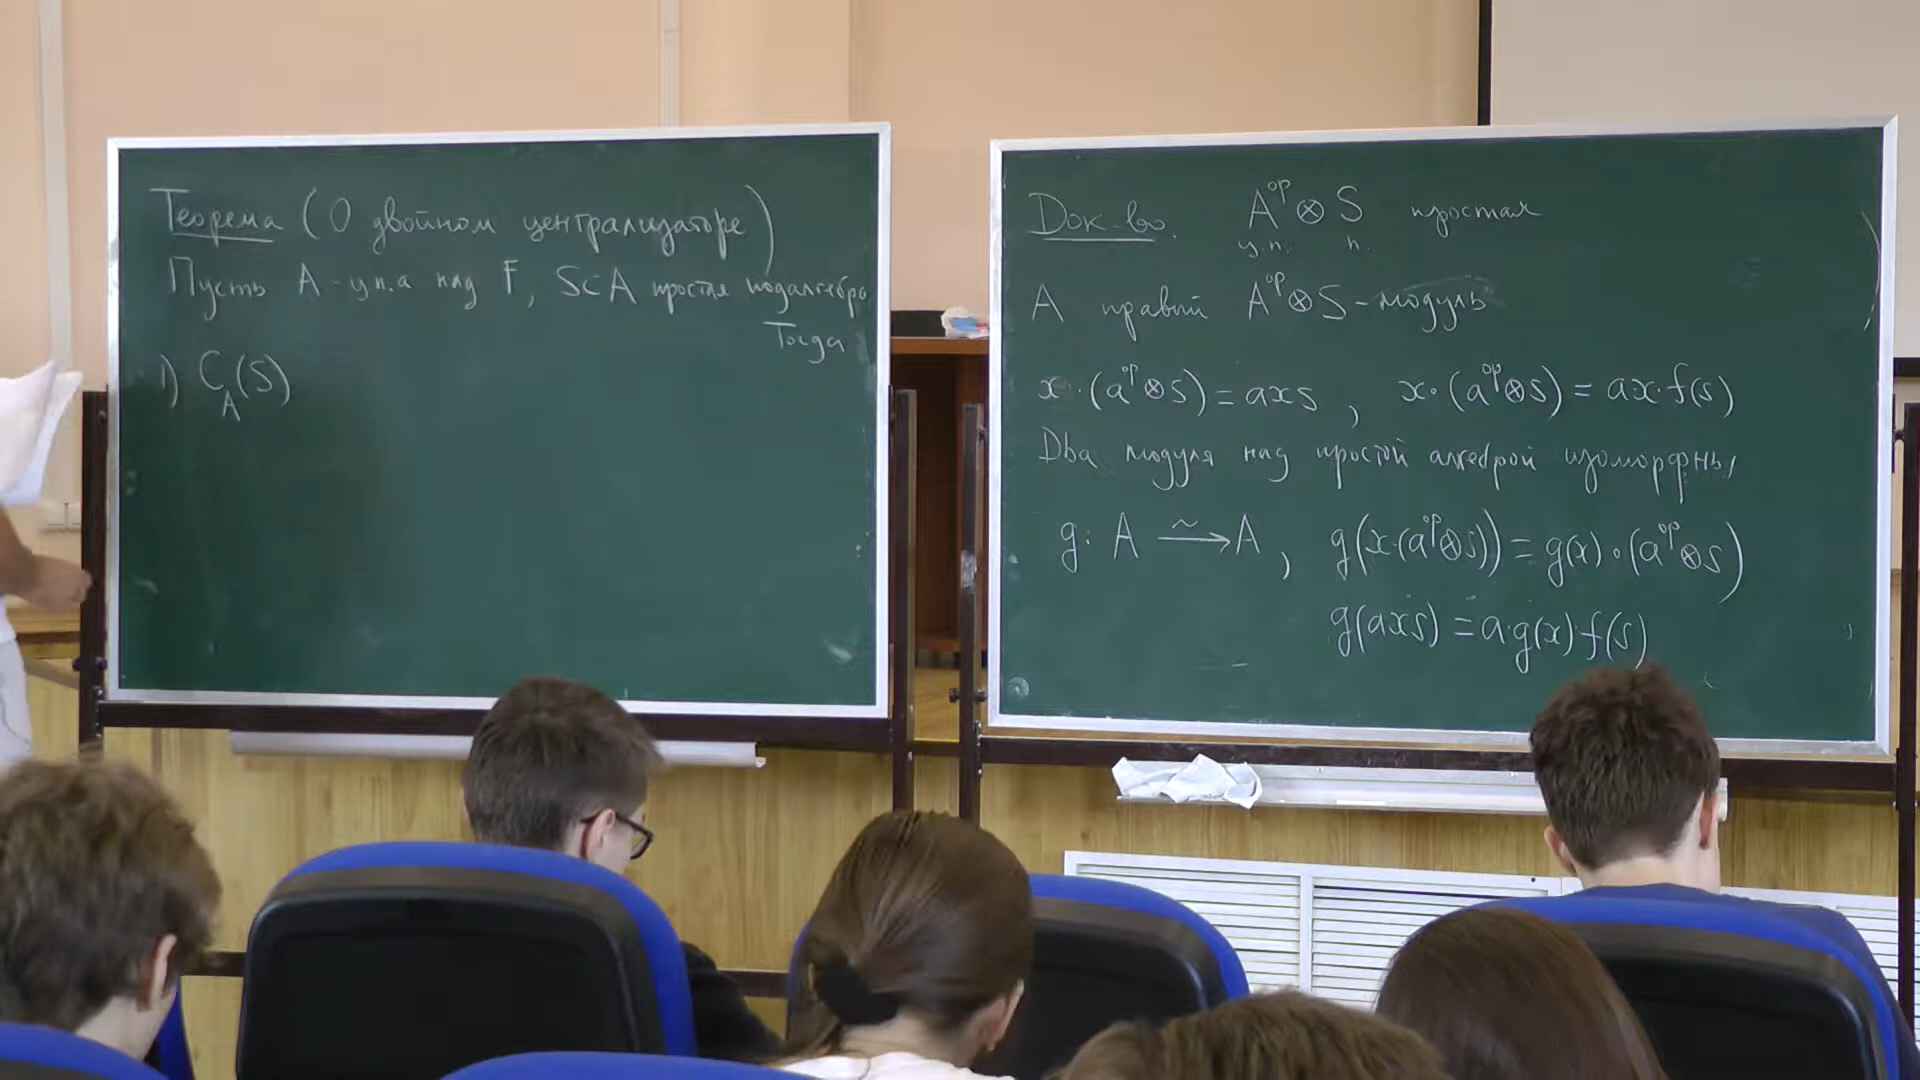 Теорема (О двойном централизаторе)
Пусть A - ц.п.а над F, S⊂A простая подалгебра
Тогда
1) C_A(S)
Док-во. A^op ⊗ S простая
ц.п. п.
A правый A^op ⊗ S - модуль
x·(a^op ⊗ s) = axs, x∘(a^op ⊗ s) = ax·f(s)
Два модуля над простой алгеброй изоморфны
g: A ⥲ A, g(x·(a^op ⊗ s)) = g(x)∘(a^op ⊗ s)
g(axs) = a·g(x)·f(s)